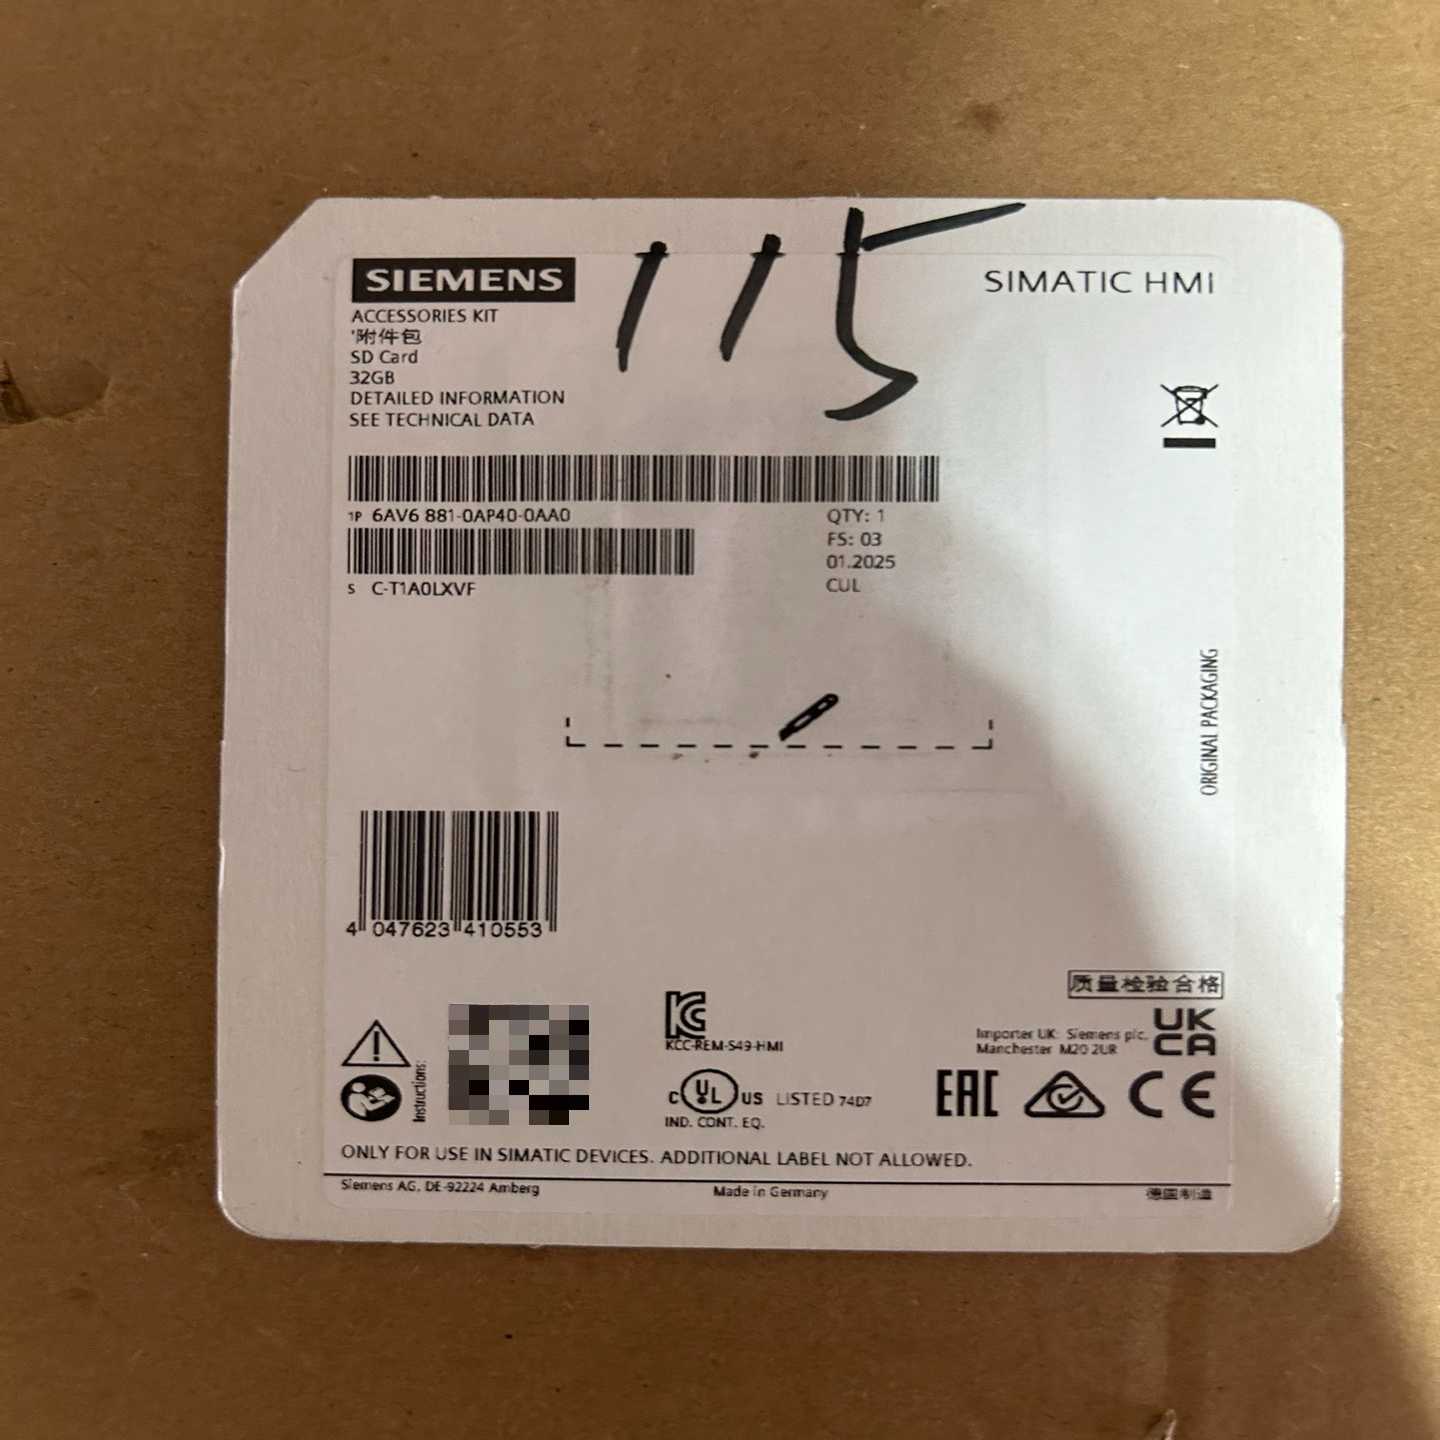 115
SIEMENS
SIMATIC HMI
ACCESSORIES KIT
'附件包
SD Card
32GB
DETAILED INFORMATION
SEE TECHNICAL DATA
1P 6AV6 881-0AP40-0AA0
QTY: 1
FS: 03
01.2025
CUL
S C-T1A0LXVF
ORIGINAL PACKAGING
4 047623 410553
质量检验合格
KC
KCC-REM-S49-HMI
Importer UK: Siemens plc,
Manchester M20 2UR
UK
CA
Instructions:
C UL US LISTED 74D7
IND. CONT. EQ.
EAC
CE
ONLY FOR USE IN SIMATIC DEVICES. ADDITIONAL LABEL NOT ALLOWED.
Siemens AG, DE-92224 Amberg
Made in Germany
德国制造